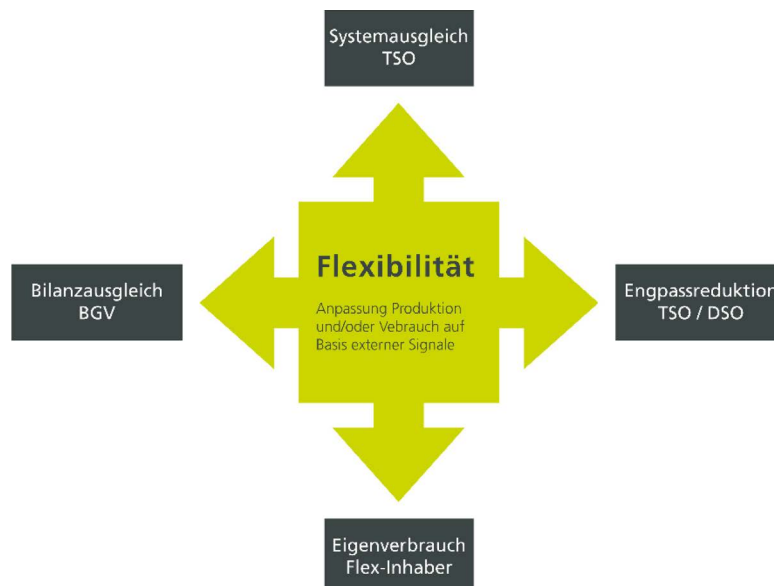 Systemausgleich
TSO
Flexibilität
Anpassung Produktion
und/oder Vebrauch auf
Basis externer Signale
Bilanzausgleich
BGV
Engpassreduktion
TSO / DSO
Eigenverbrauch
Flex-Inhaber